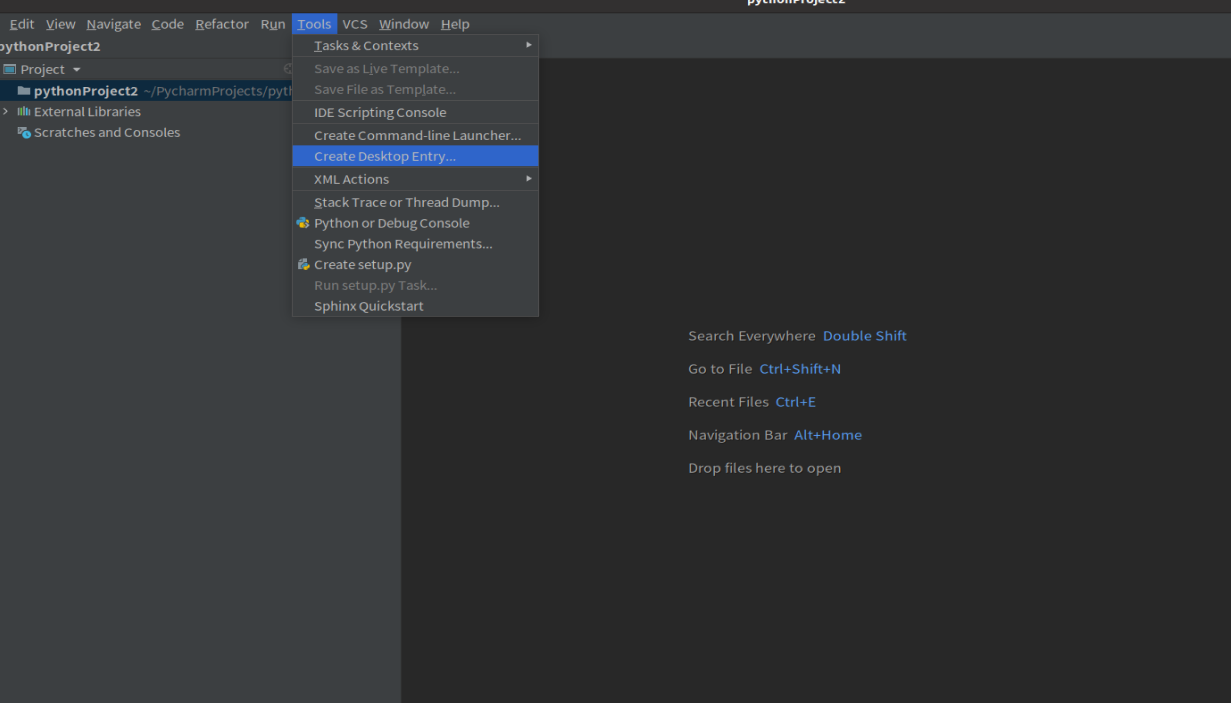 pythonProject2
Edit View Navigate Code Refactor Run Tools VCS Window Help
pythonProject2
Project
pythonProject2 ~/PycharmProjects/pyth
External Libraries
Scratches and Consoles
Tasks & Contexts
Save as Live Template...
Save File as Template...
IDE Scripting Console
Create Command-line Launcher...
Create Desktop Entry...
XML Actions
Stack Trace or Thread Dump...
Python or Debug Console
Sync Python Requirements...
Create setup.py
Run setup.py Task...
Sphinx Quickstart
Search Everywhere Double Shift
Go to File Ctrl+Shift+N
Recent Files Ctrl+E
Navigation Bar Alt+Home
Drop files here to open